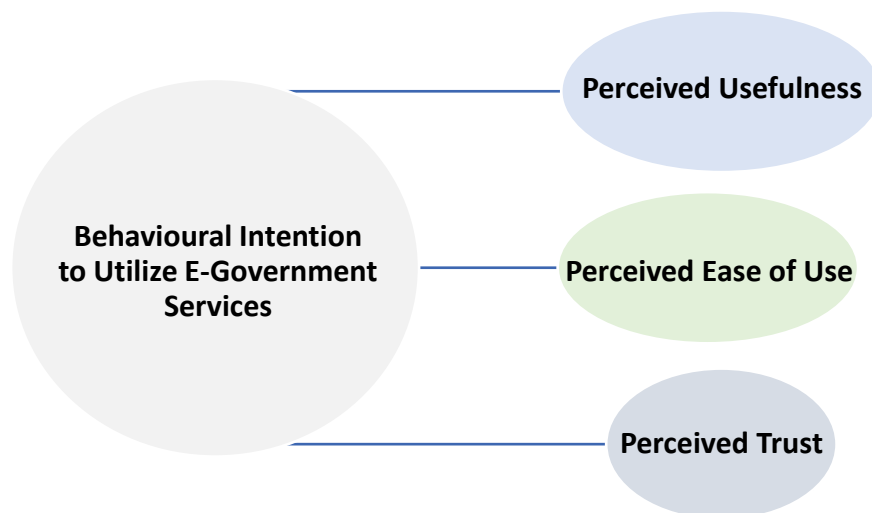 Perceived Usefulness
Behavioural Intention
to Utilize E-Government
Services
Perceived Ease of Use
Perceived Trust